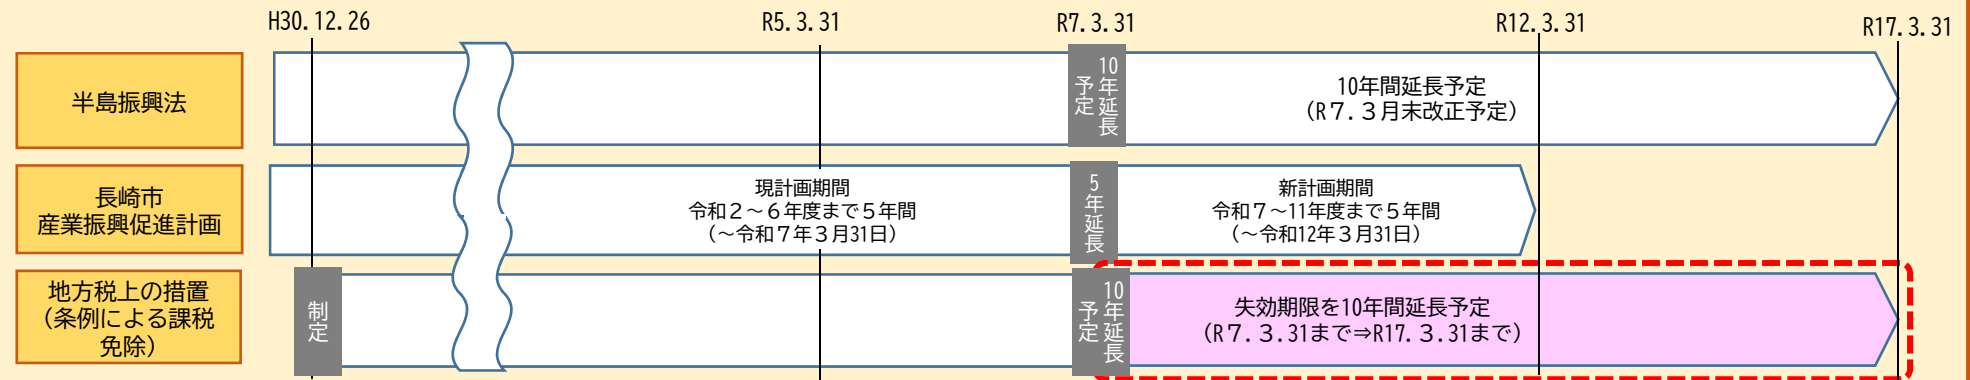 H30.12.26
R5.3.31
R7.3.31
R12.3.31
R17.3.31
半島振興法
10年延長
予定
10年間延長予定
（R７.３月末改正予定）
長崎市
産業振興促進計画
現計画期間
令和２～６年度まで５年間
（～令和７年３月31日）
5年延長
新計画期間
令和７～11年度まで５年間
（～令和12年３月31日）
地方税上の措置
（条例による課税
免除）
制定
10年延長
予定
失効期限を10年間延長予定
（R７.３.31まで⇒R17.３.31まで）